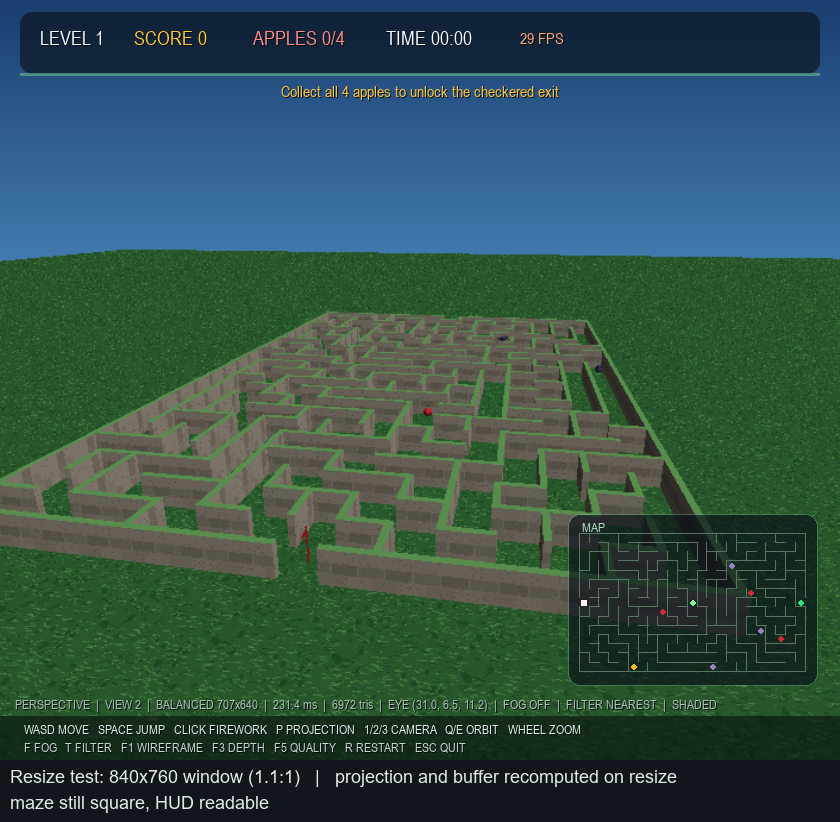 LEVEL 1 SCORE 0 APPLES 0/4 TIME 00:00 29 FPS
Collect all 4 apples to unlock the checkered exit
MAP
PERSPECTIVE | VIEW 2 | BALANCED 707x640 | 231.4 ms | 6972 tris | EYE (31.0, 6.5, 11.2) | FOG OFF | FILTER NEAREST | SHADED
WASD MOVE SPACE JUMP CLICK FIREWORK P PROJECTION 1/2/3 CAMERA Q/E ORBIT WHEEL ZOOM
F FOG T FILTER F1 WIREFRAME F3 DEPTH F5 QUALITY R RESTART ESC QUIT
Resize test: 840x760 window (1.1:1) | projection and buffer recomputed on resize
maze still square, HUD readable